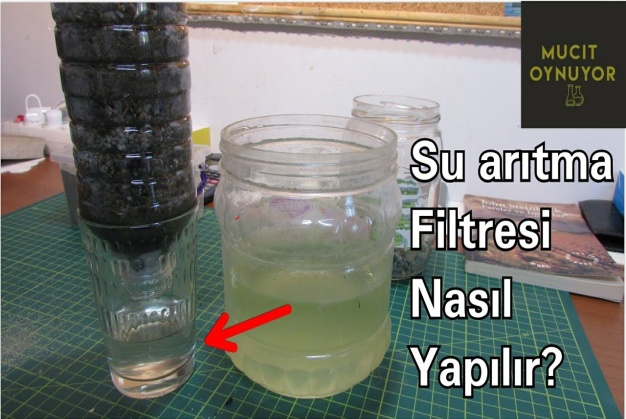 MUCIT
OYNUYOR
Su arıtma
Filtresi
Nasıl
Yapılır?